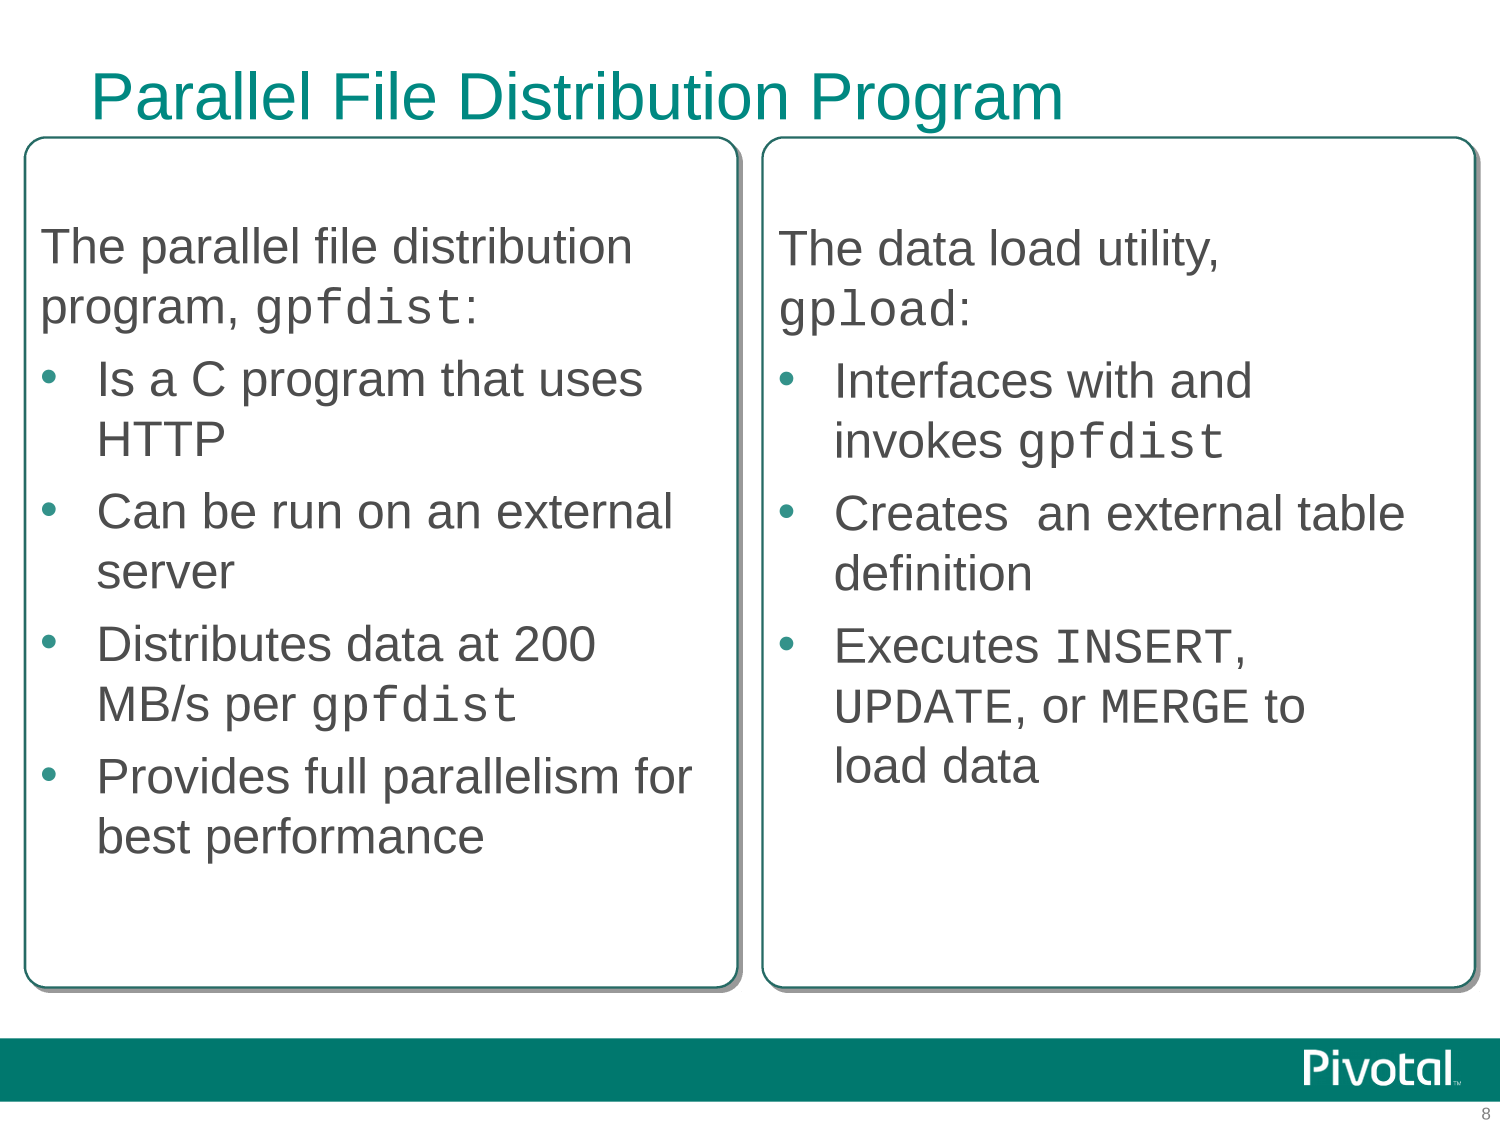 Parallel File Distribution Program
The parallel file distribution
program, gpfdist:
• Is a C program that uses
HTTP
• Can be run on an external
server
• Distributes data at 200
MB/s per gpfdist
• Provides full parallelism for
best performance
The data load utility,
gpload:
• Interfaces with and
invokes gpfdist
• Creates  an external table
definition
• Executes INSERT,
UPDATE, or MERGE to
load data
Pivotal™
8